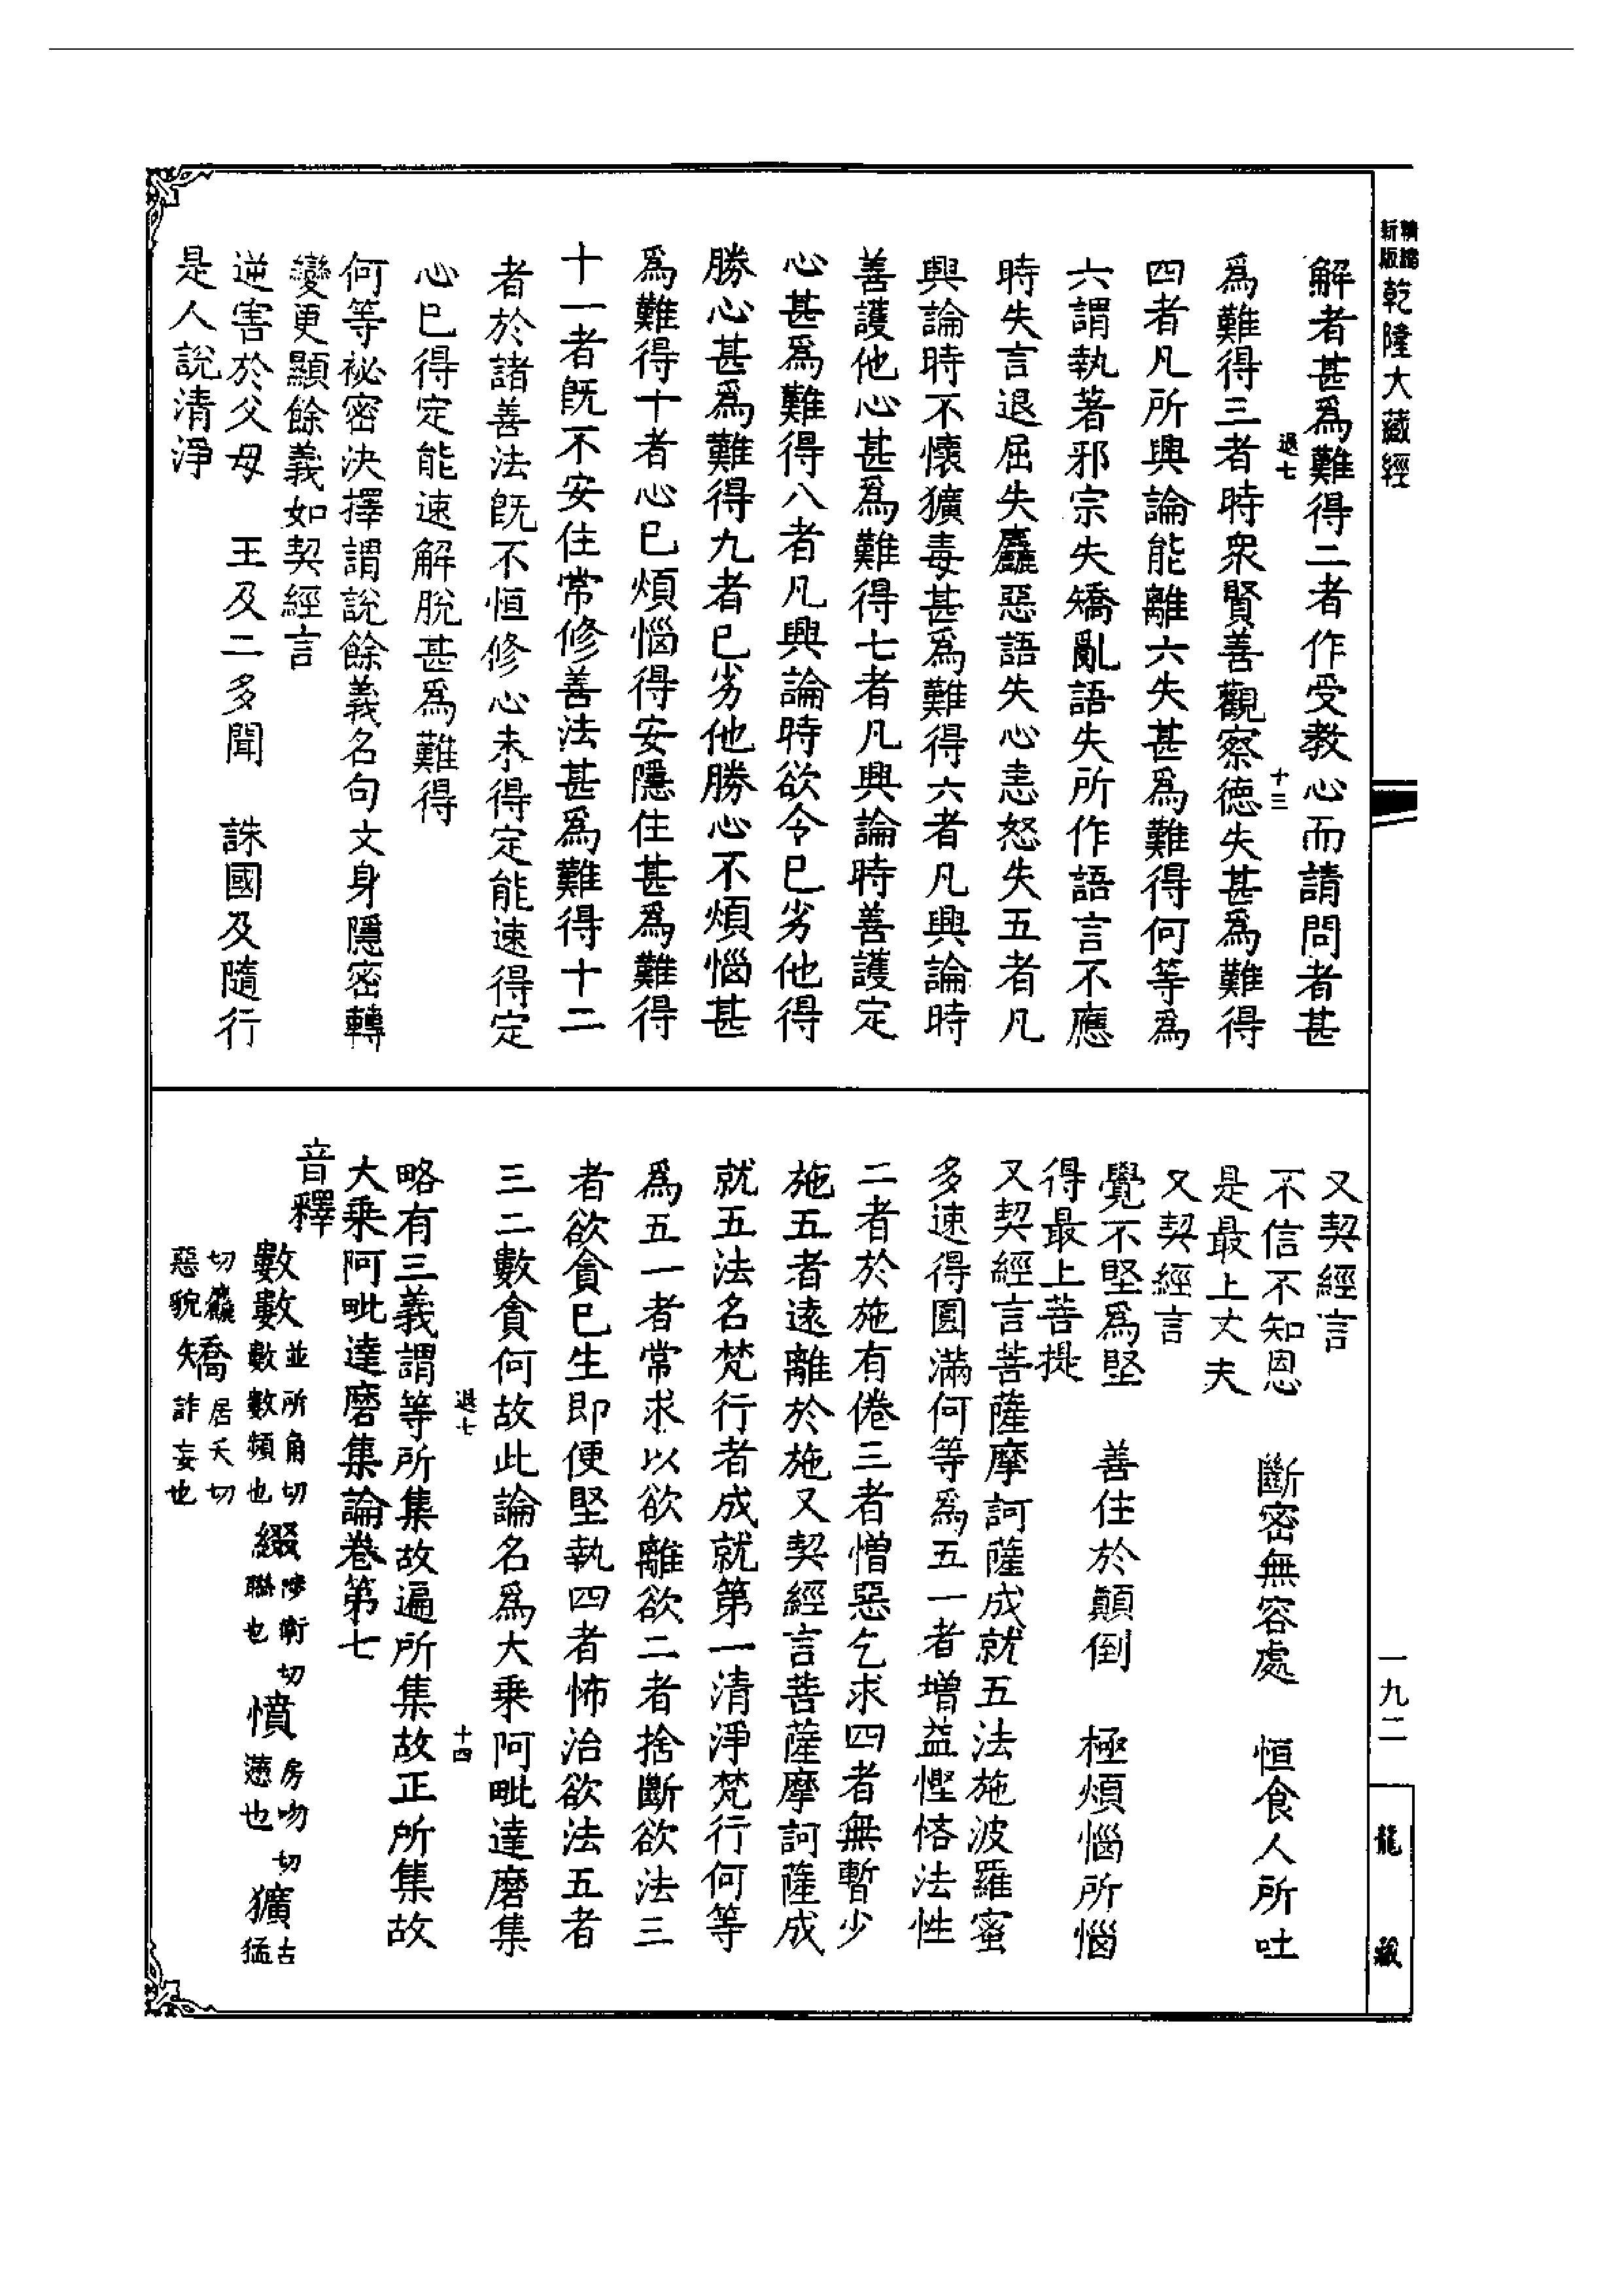 新版精縮乾隆大藏經
解者甚爲難得二者作受教心而請問者甚
爲難得三者時衆賢善觀察德失甚爲難得
四者凡所興論能離六失甚爲難得何等爲
六謂執著邪宗失矯亂語失所作語言不應
時失言退屈失麤惡語失心恚怒失五者凡
興論時不懷獷毒甚爲難得六者凡興論時
善護他心甚爲難得七者凡興論時善護定
心甚爲難得八者凡興論時欲令已劣他得
勝心甚爲難得九者已劣他勝心不煩惱甚
爲難得十者心已煩惱得安隱住甚爲難得
十一者旣不安住常修善法甚爲難得十二
者於諸善法旣不恒修心未得定能速得定
心已得定能速解脫甚爲難得
何等祕密決擇謂說餘義名句文身隱密轉
變更顯餘義如契經言
逆害於父母　王及二多聞　誅國及隨行
是人說清淨
退七
十三
又契經言
不信不知恩　斷密無容處　恒食人所吐
是最上丈夫
又契經言
覺不堅爲堅　善住於顚倒　極煩惱所惱
得最上菩提
又契經言菩薩摩訶薩成就五法施波羅蜜
多速得圓滿何等爲五一者增益慳悋法性
二者於施有倦三者憎惡乞求四者無暫少
施五者遠離於施又契經言菩薩摩訶薩成
就五法名梵行者成就第一清淨梵行何等
爲五一者常求以欲離欲二者捨斷欲法三
者欲貪已生卽便堅執四者怖治欲法五者
三二數貪何故此論名爲大乘阿毗達磨集
略有三義謂等所集故遍所集故正所集故
退七
十四
大乘阿毗達磨集論卷第七
音釋
數數並所角切數數頻也　綴陟衛切聯也　憤房吻切懣也　獷古猛
切麤惡貌　矯居夭切矢詐妄也
一九二
龍藏